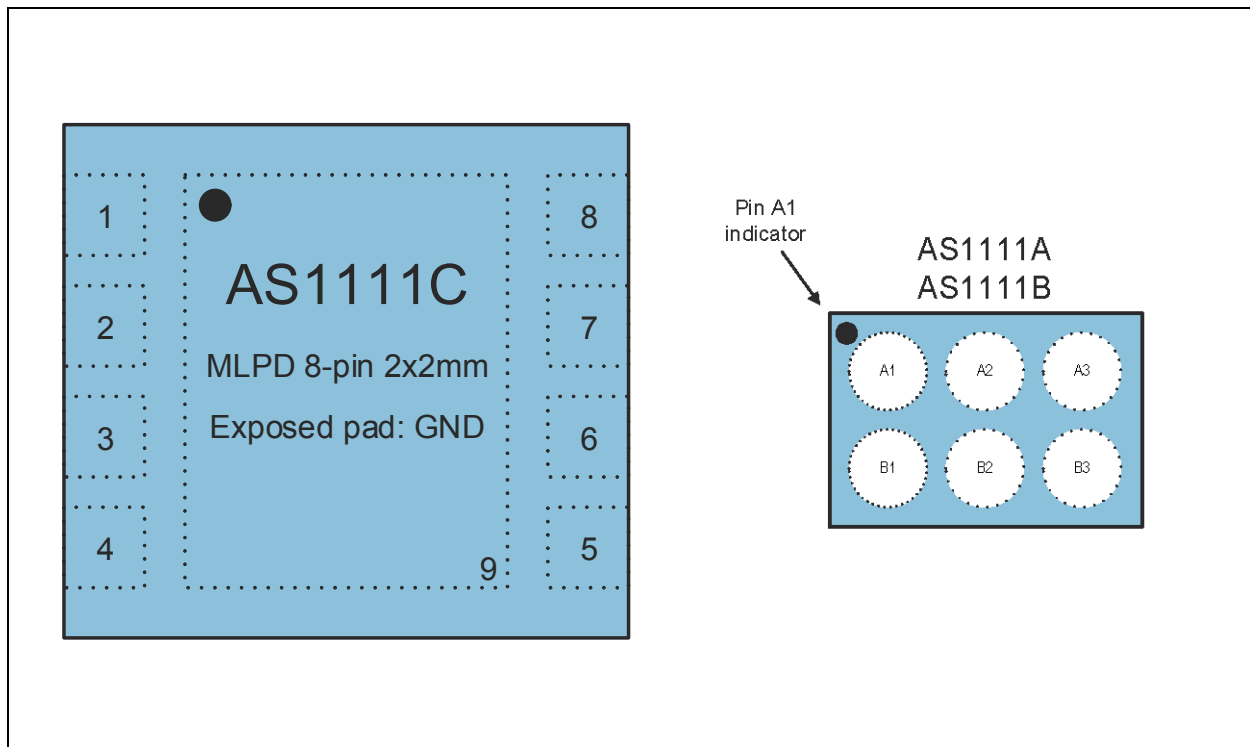 1
2
3
4
AS1111C
MLPD 8-pin 2x2mm
Exposed pad: GND
9
8
7
6
5
Pin A1
indicator
AS1111A
AS1111B
A1 A2 A3
B1 B2 B3